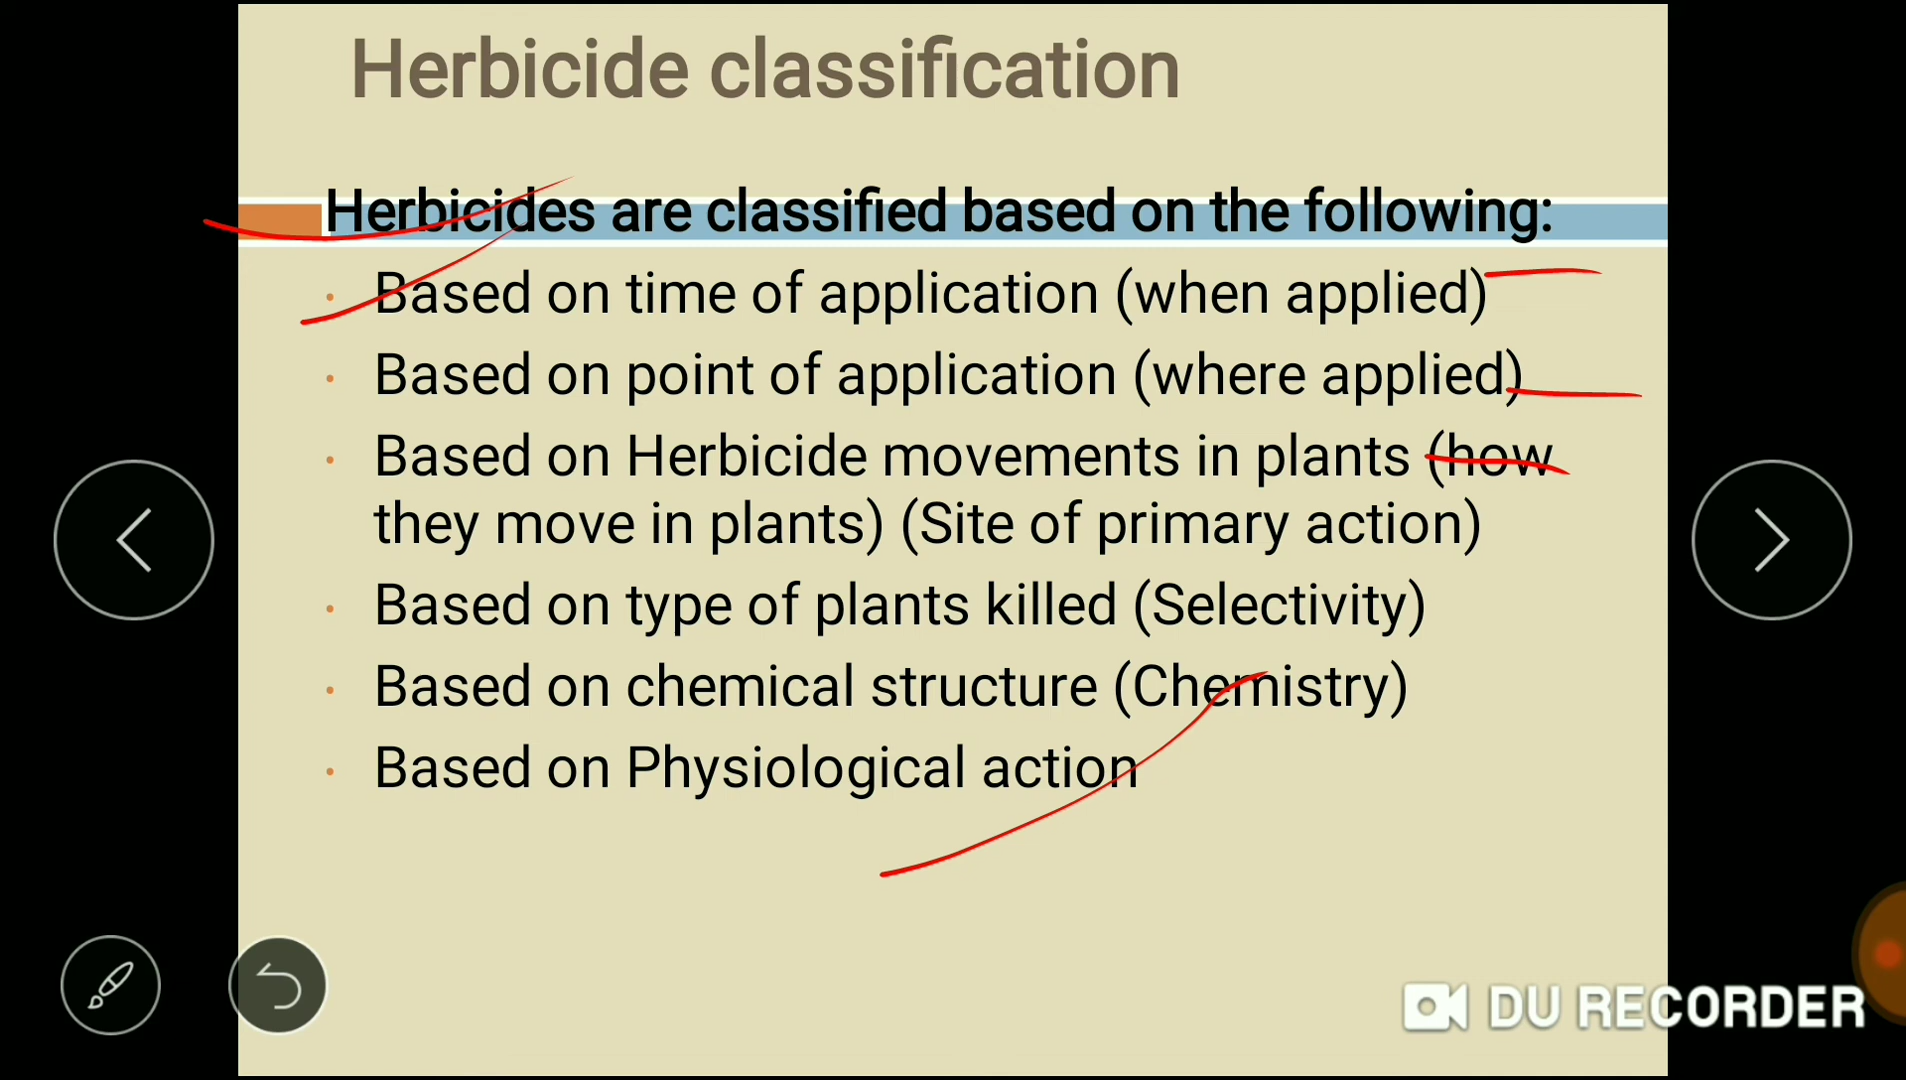 Herbicide classification
Herbicides are classified based on the following:
• Based on time of application (when applied)
• Based on point of application (where applied)
• Based on Herbicide movements in plants (how
they move in plants) (Site of primary action)
• Based on type of plants killed (Selectivity)
• Based on chemical structure (Chemistry)
• Based on Physiological action
DU RECORDER